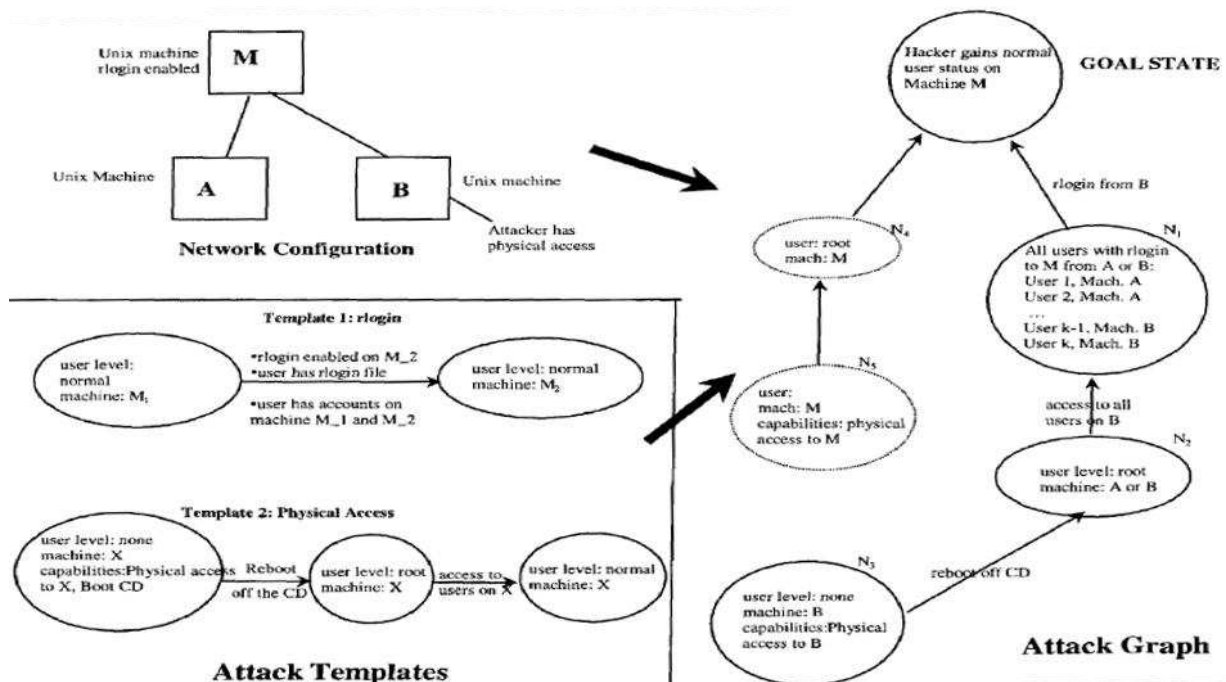 Unix machine
rlogin enabled
M
Unix Machine
A
B
Unix machine
Attacker has
physical access
Network Configuration
Template 1: rlogin
user level:
normal
machine: M₁
•rlogin enabled on M_2
•user has rlogin file
•user has accounts on
machine M_1 and M_2
user level: normal
machine: M₂
Template 2: Physical Access
user level: none
machine: X
capabilities:Physical access
to X, Boot CD
Reboot
off the CD
user level: root
machine: X
access to
users on X
user level: normal
machine: X
Attack Templates
Hacker gains normal
user status on
Machine M
GOAL STATE
rlogin from B
N₄
user: root
mach: M
N₁
All users with rlogin
to M from A or B:
User 1, Mach. A
User 2, Mach. A
...
User k-1, Mach. B
User k, Mach. B
N₅
user:
mach: M
capabilities: physical
access to M
access to all
users on B
N₂
user level: root
machine: A or B
N₃
reboot off CD
user level: none
machine: B
capabilities:Physical
access to B
Attack Graph